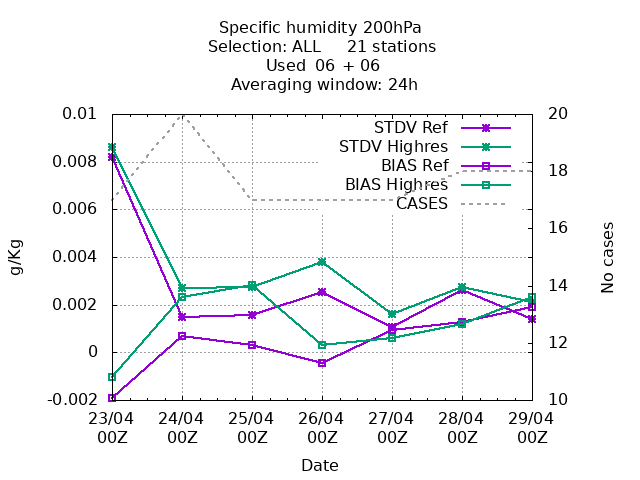 Specific humidity 200hPa
Selection: ALL 21 stations
Used 06 + 06
Averaging window: 24h
STDV Ref
STDV Highres
BIAS Ref
BIAS Highres
CASES
0.01
0.008
0.006
0.004
0.002
0
-0.002
g/Kg
20
18
16
14
12
10
No cases
23/04 24/04 25/04 26/04 27/04 28/04 29/04
00Z 00Z 00Z 00Z 00Z 00Z 00Z
Date